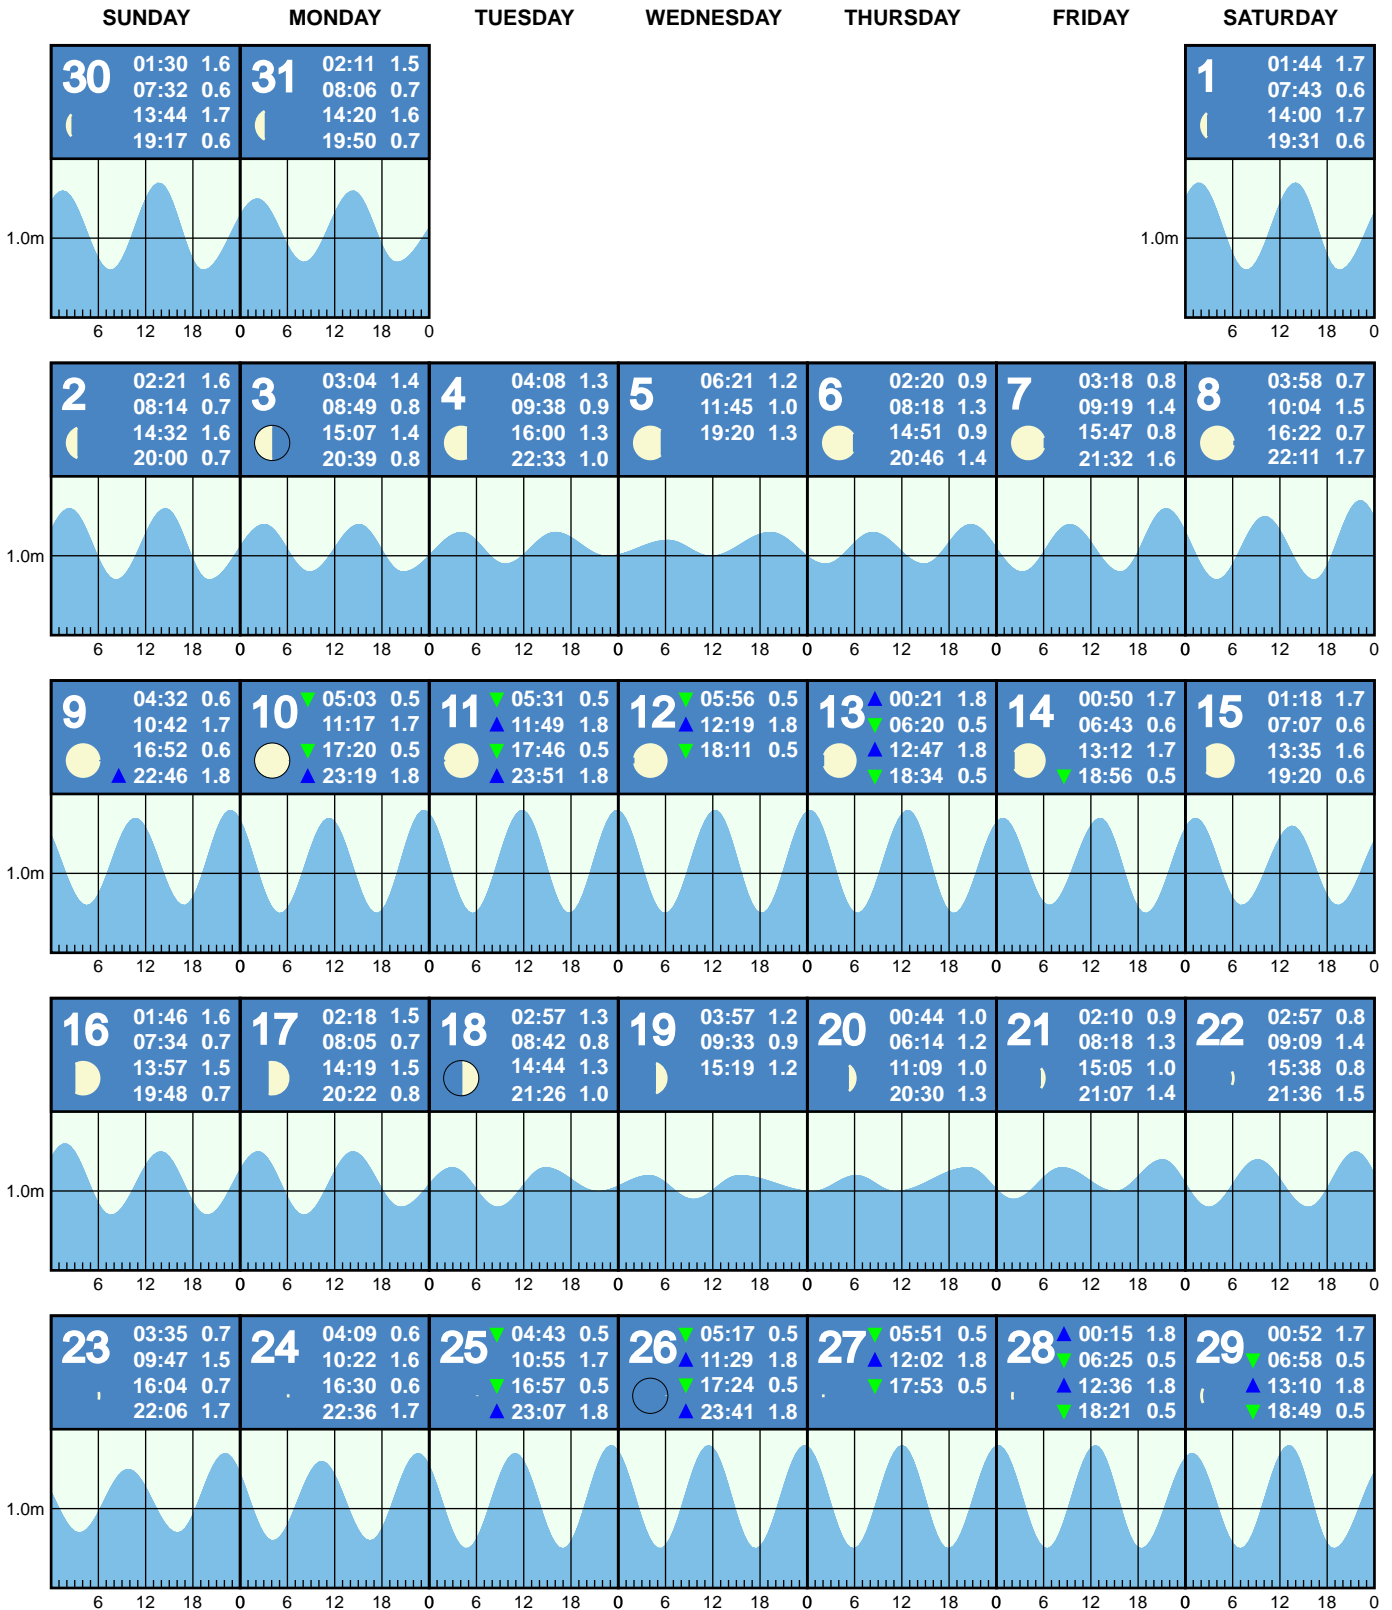 SUNDAY MONDAY TUESDAY WEDNESDAY THURSDAY FRIDAY SATURDAY
30 01:30 1.6
07:32 0.6
13:44 1.7
19:17 0.6
31 02:11 1.5
08:06 0.7
14:20 1.6
19:50 0.7
1 01:44 1.7
07:43 0.6
14:00 1.7
19:31 0.6
1.0m 1.0m
6 12 18 0 6 12 18 0 6 12 18 0
2 02:21 1.6
08:14 0.7
14:32 1.6
20:00 0.7
3 03:04 1.4
08:49 0.8
15:07 1.4
20:39 0.8
4 04:08 1.3
09:38 0.9
16:00 1.3
22:33 1.0
5 06:21 1.2
11:45 1.0
19:20 1.3
6 02:20 0.9
08:18 1.3
14:51 0.9
20:46 1.4
7 03:18 0.8
09:19 1.4
15:47 0.8
21:32 1.6
8 03:58 0.7
10:04 1.5
16:22 0.7
22:11 1.7
1.0m
6 12 18 0 6 12 18 0 6 12 18 0 6 12 18 0 6 12 18 0 6 12 18 0 6 12 18 0
9 04:32 0.6
10:42 1.7
16:52 0.6
22:46 1.8
10 05:03 0.5
11:17 1.7
17:20 0.5
23:19 1.8
11 05:31 0.5
11:49 1.8
17:46 0.5
23:51 1.8
12 05:56 0.5
12:19 1.8
18:11 0.5
13 00:21 1.8
06:20 0.5
12:47 1.8
18:34 0.5
14 00:50 1.7
06:43 0.6
13:12 1.7
18:56 0.5
15 01:18 1.7
07:07 0.6
13:35 1.6
19:20 0.6
1.0m
6 12 18 0 6 12 18 0 6 12 18 0 6 12 18 0 6 12 18 0 6 12 18 0 6 12 18 0
16 01:46 1.6
07:34 0.7
13:57 1.5
19:48 0.7
17 02:18 1.5
08:05 0.7
14:19 1.5
20:22 0.8
18 02:57 1.3
08:42 0.8
14:44 1.3
21:26 1.0
19 03:57 1.2
09:33 0.9
15:19 1.2
20 00:44 1.0
06:14 1.2
11:09 1.0
20:30 1.3
21 02:10 0.9
08:18 1.3
15:05 1.0
21:07 1.4
22 02:57 0.8
09:09 1.4
15:38 0.8
21:36 1.5
1.0m
6 12 18 0 6 12 18 0 6 12 18 0 6 12 18 0 6 12 18 0 6 12 18 0 6 12 18 0
23 03:35 0.7
09:47 1.5
16:04 0.7
22:06 1.7
24 04:09 0.6
10:22 1.6
16:30 0.6
22:36 1.7
25 04:43 0.5
10:55 1.7
16:57 0.5
23:07 1.8
26 05:17 0.5
11:29 1.8
17:24 0.5
23:41 1.8
27 05:51 0.5
12:02 1.8
17:53 0.5
28 00:15 1.8
06:25 0.5
12:36 1.8
18:21 0.5
29 00:52 1.7
06:58 0.5
13:10 1.8
18:49 0.5
1.0m
6 12 18 0 6 12 18 0 6 12 18 0 6 12 18 0 6 12 18 0 6 12 18 0 6 12 18 0